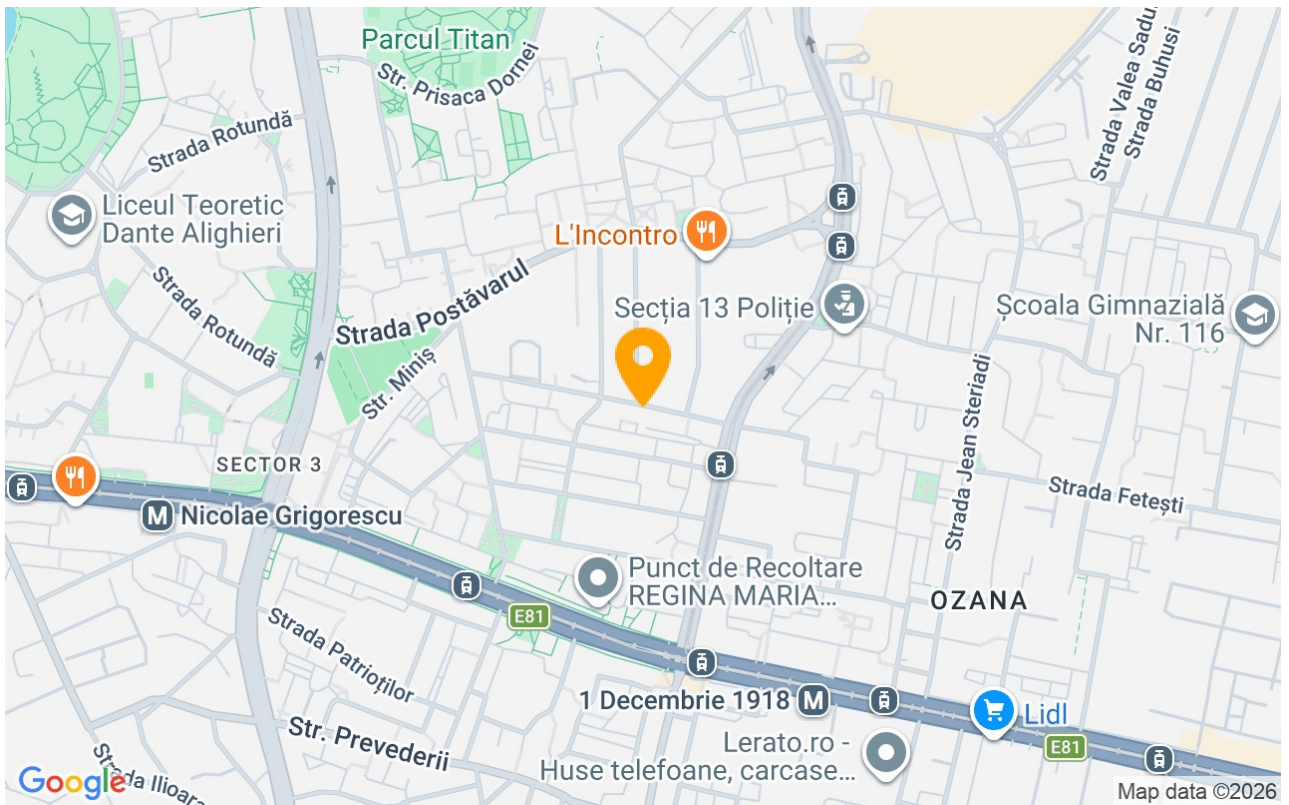 Parcul Titan
Str. Prisaca Dornei
Strada Valea Sadu
Strada Buhusi
Strada Rotundă
Liceul Teoretic
Dante Alighieri
L'Incontro
Strada Rotundă
Strada Postăvarul
Secția 13 Poliție
Școala Gimnazială
Nr. 116
Str. Miniș
Strada Jean Steriadi
SECTOR 3
Strada Fetești
M Nicolae Grigorescu
Punct de Recoltare
REGINA MARIA...
E81
OZANA
Strada Patrioților
1 Decembrie 1918 M
Lidl
Str. Prevederii
Lerato.ro -
Huse telefoane, carcase...
E81
Strada Ilioara
Google
Map data ©2026